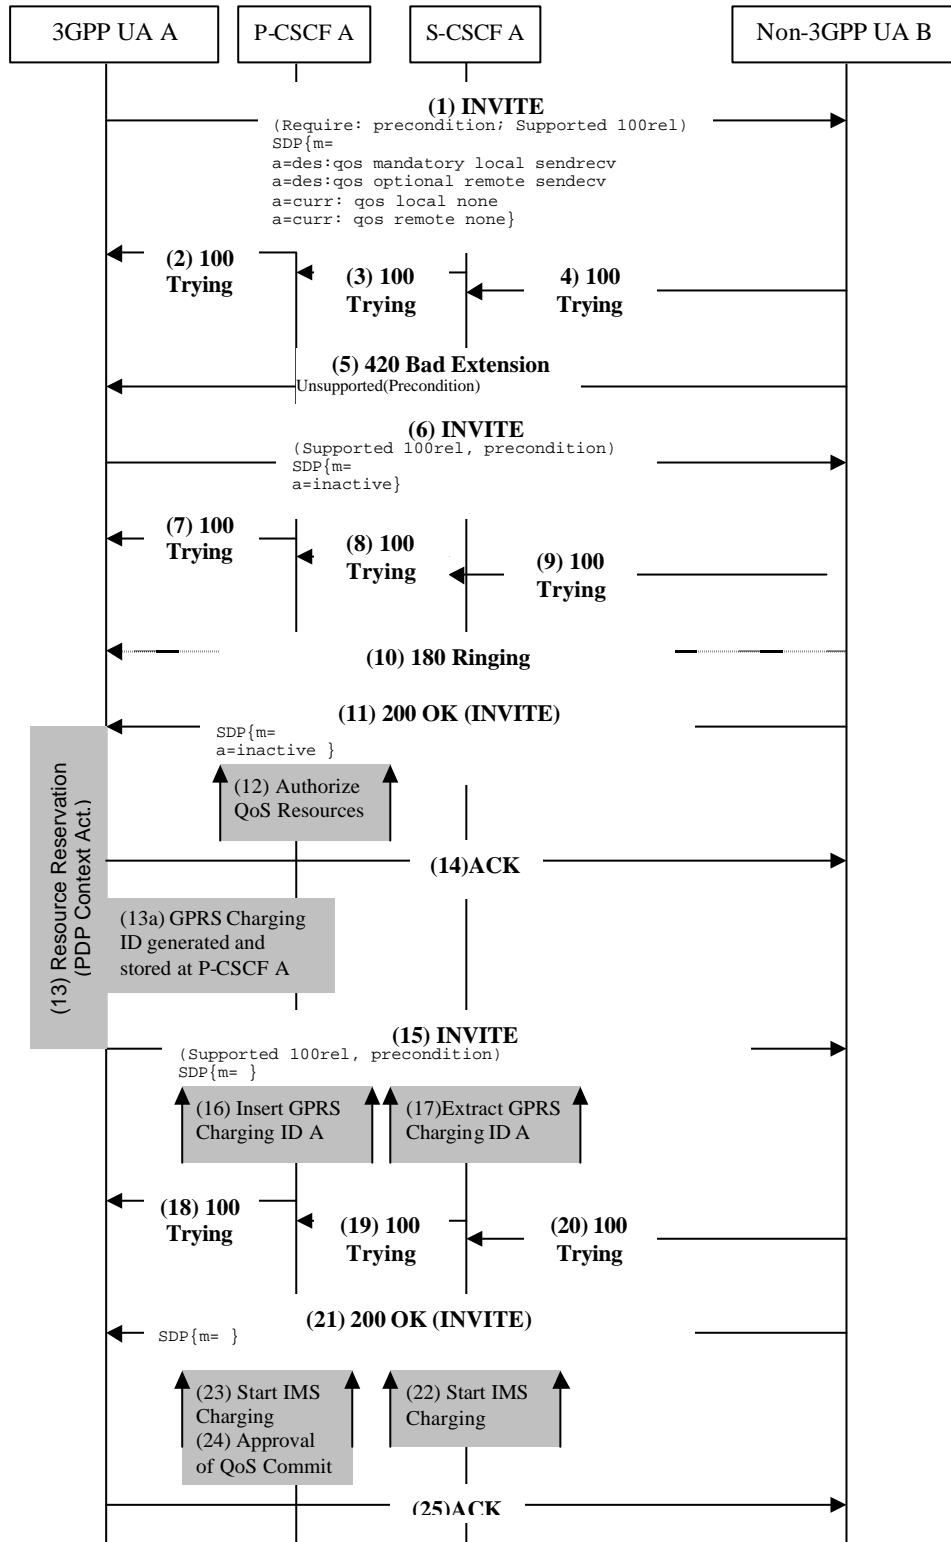 3GPP UA A
P-CSCF A
S-CSCF A
Non-3GPP UA B
(1) INVITE
(Require: precondition; Supported 100rel)
SDP{m=
a=des:qos mandatory local sendrecv
a=des:qos optional remote sendecv
a=curr: qos local none
a=curr: qos remote none}
(2) 100
Trying
(3) 100
Trying
4) 100
Trying
(5) 420 Bad Extension
Unsupported(Precondition)
(6) INVITE
(Supported 100rel, precondition)
SDP{m=
a=inactive}
(7) 100
Trying
(8) 100
Trying
(9) 100
Trying
(10) 180 Ringing
(11) 200 OK (INVITE)
SDP{m=
a=inactive }
(12) Authorize
QoS Resources
(13) Resource Reservation
(PDP Context Act.)
(14)ACK
(13a) GPRS Charging
ID generated and
stored at P-CSCF A
(15) INVITE
(Supported 100rel, precondition)
SDP{m= }
(16) Insert GPRS
Charging ID A
(17)Extract GPRS
Charging ID A
(18) 100
Trying
(19) 100
Trying
(20) 100
Trying
(21) 200 OK (INVITE)
SDP{m= }
(23) Start IMS
Charging
(24) Approval
of QoS Commit
(22) Start IMS
Charging
(25)ACK